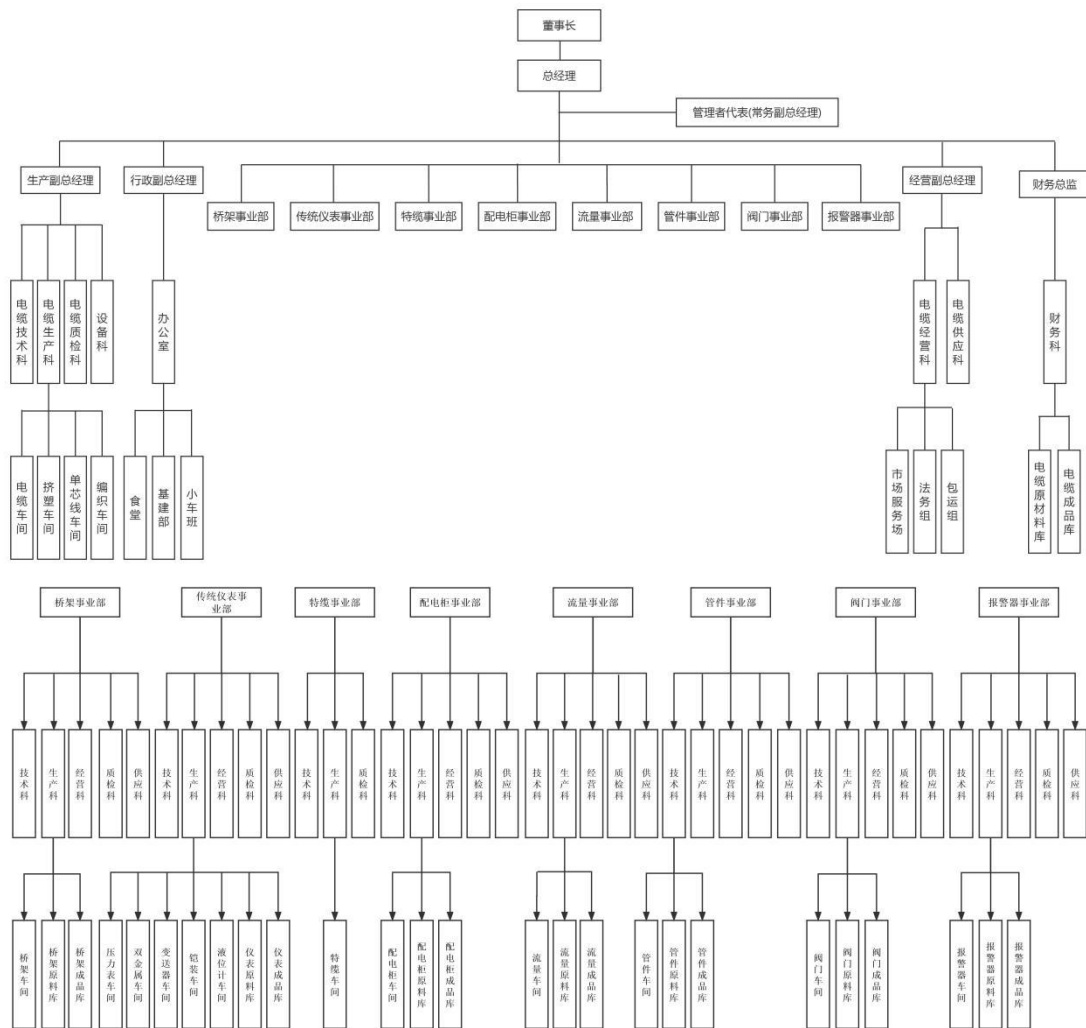 董事长
总经理
管理者代表(常务副总经理)
生产副总经理
行政副总经理
经营副总经理
财务总监
桥架事业部
传统仪表事业部
特缆事业部
配电柜事业部
流量事业部
管件事业部
阀门事业部
报警器事业部
电缆技术科
电缆生产科
电缆质检科
设备科
办公室
电缆经营科
电缆供应科
财务科
电缆车间
挤塑车间
单芯线车间
编织车间
食堂
基建部
小车班
市场服务场
法务组
包运组
电缆原材料库
电缆成品库
桥架事业部
传统仪表事
业部
特缆事业部
配电柜事业部
流量事业部
管件事业部
阀门事业部
报警器事业部
技术科
生产科
经营科
质检科
供应科
技术科
生产科
经营科
质检科
供应科
技术科
生产科
质检科
技术科
生产科
经营科
质检科
供应科
技术科
生产科
经营科
质检科
供应科
技术科
生产科
经营科
质检科
供应科
技术科
生产科
经营科
质检科
供应科
技术科
生产科
经营科
质检科
供应科
桥架车间
桥架原料库
桥架成品库
压力表车间
双金属车间
变送器车间
铠装车间
液位计车间
仪表原料库
仪表成品库
特缆车间
配电柜车间
配电柜原料库
配电柜成品库
流量车间
流量原料库
流量成品库
管件车间
管件原料库
管件成品库
阀门车间
阀门原料库
阀门成品库
报警器车间
报警器原料库
报警器成品库